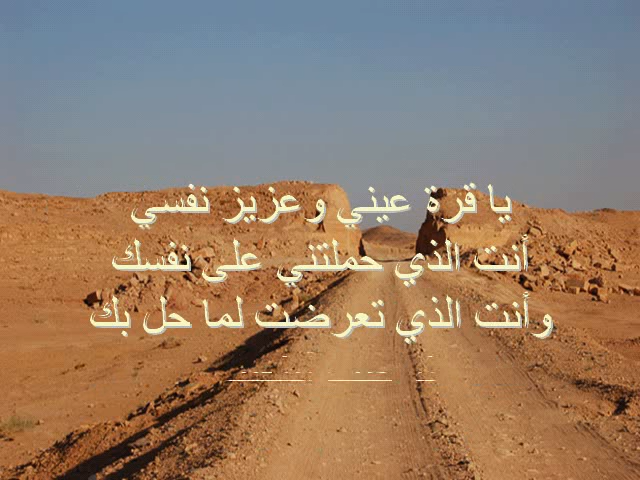 يا قرة عيني وعزيز نفسي
أنت الذي حملتني على نفسك
وأنت الذي تعرضت لما حل بك